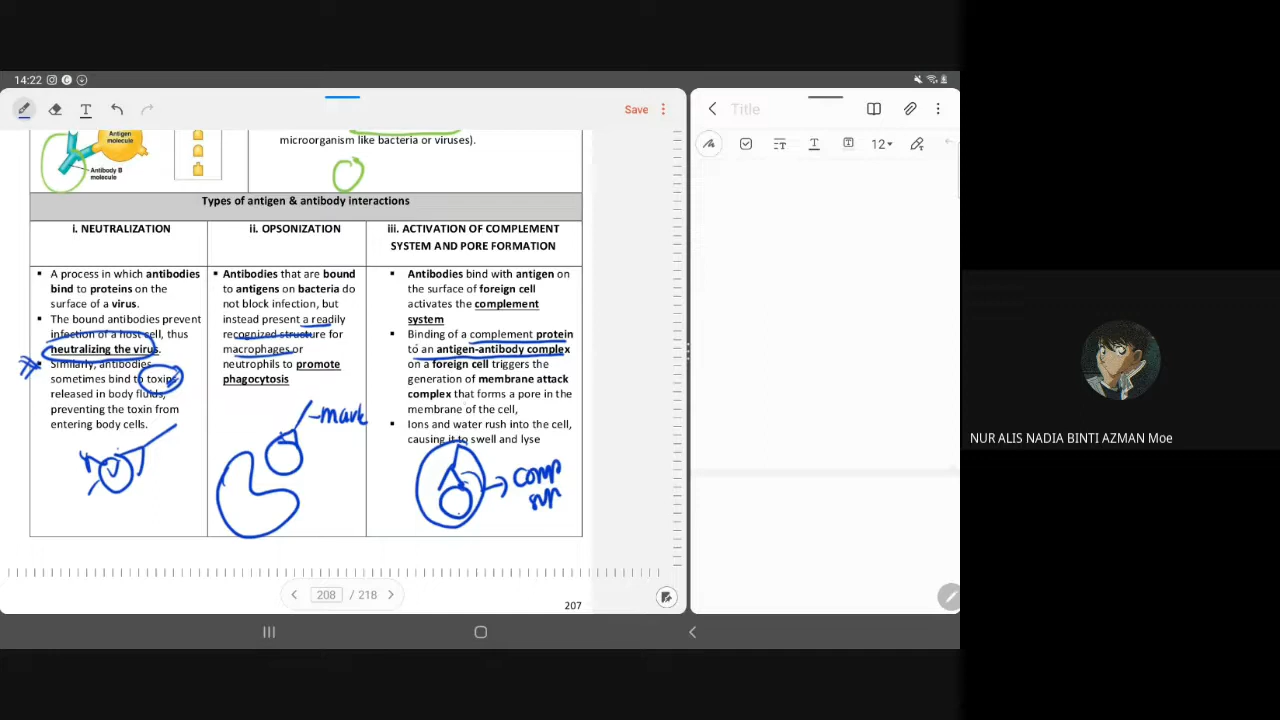 14:22
Save
Title
12
Antigen
molecule
Antibody B
molecule
microorganism like bacteria or viruses).
Types of antigen & antibody interactions
i. NEUTRALIZATION
ii. OPSONIZATION
iii. ACTIVATION OF COMPLEMENT
SYSTEM AND PORE FORMATION
▪ A process in which antibodies
bind to proteins on the
surface of a virus.
▪ The bound antibodies prevent
infection of a host cell, thus
neutralizing the virus.
▪ Similarly, antibodies
sometimes bind to toxins
released in body fluids,
preventing the toxin from
entering body cells.
▪ Antibodies that are bound
to antigens on bacteria do
not block infection, but
instead present a readily
recognized structure for
macrophages or
neutrophils to promote
phagocytosis
mark
▪ Antibodies bind with antigen on
the surface of foreign cell
activates the complement
system
▪ Binding of a complement protein
to an antigen-antibody complex
on a foreign cell triggers the
generation of membrane attack
complex that forms a pore in the
membrane of the cell,
▪ Ions and water rush into the cell,
causing it to swell and lyse
comp
208 / 218
207
NUR ALIS NADIA BINTI AZMAN Moe